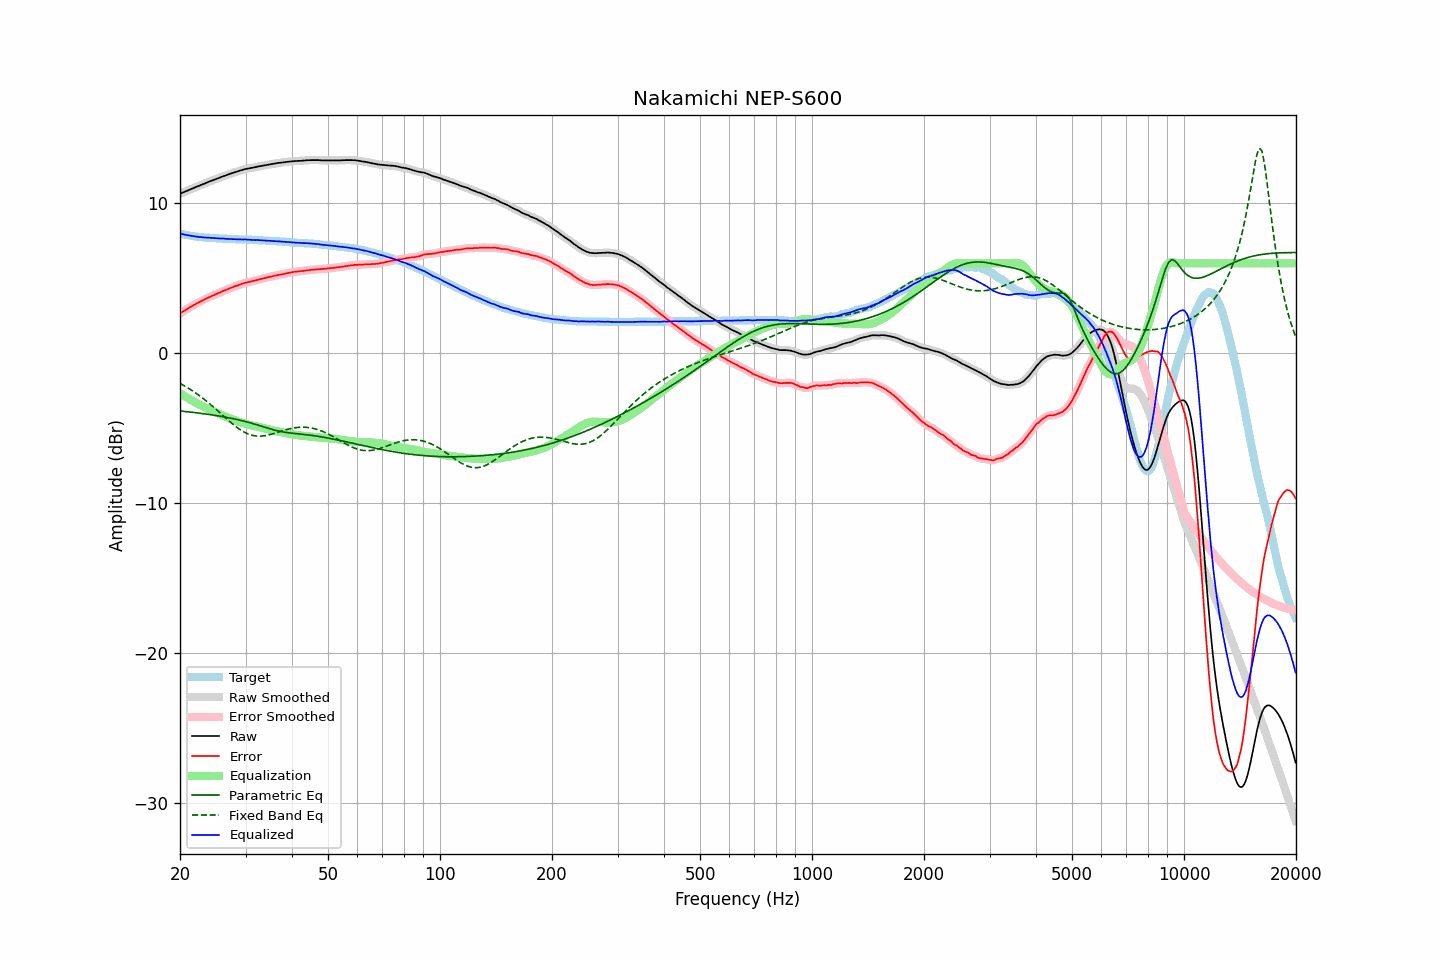 Nakamichi NEP-S600
Amplitude (dBr)
10
0
−10
−20
−30
Target
Raw Smoothed
Error Smoothed
Raw
Error
Equalization
Parametric Eq
Fixed Band Eq
Equalized
20 50 100 200 500 1000 2000 5000 10000 20000
Frequency (Hz)